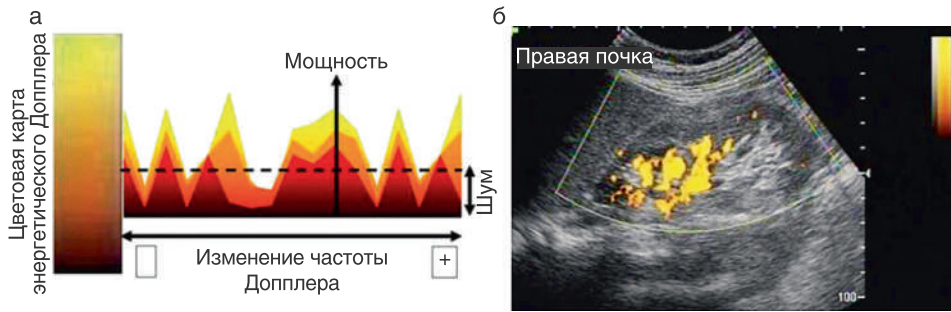 а
Цветовая карта
энергетического Допплера
Мощность
Шум
Изменение частоты
Допплера
+
б
Правая почка
100